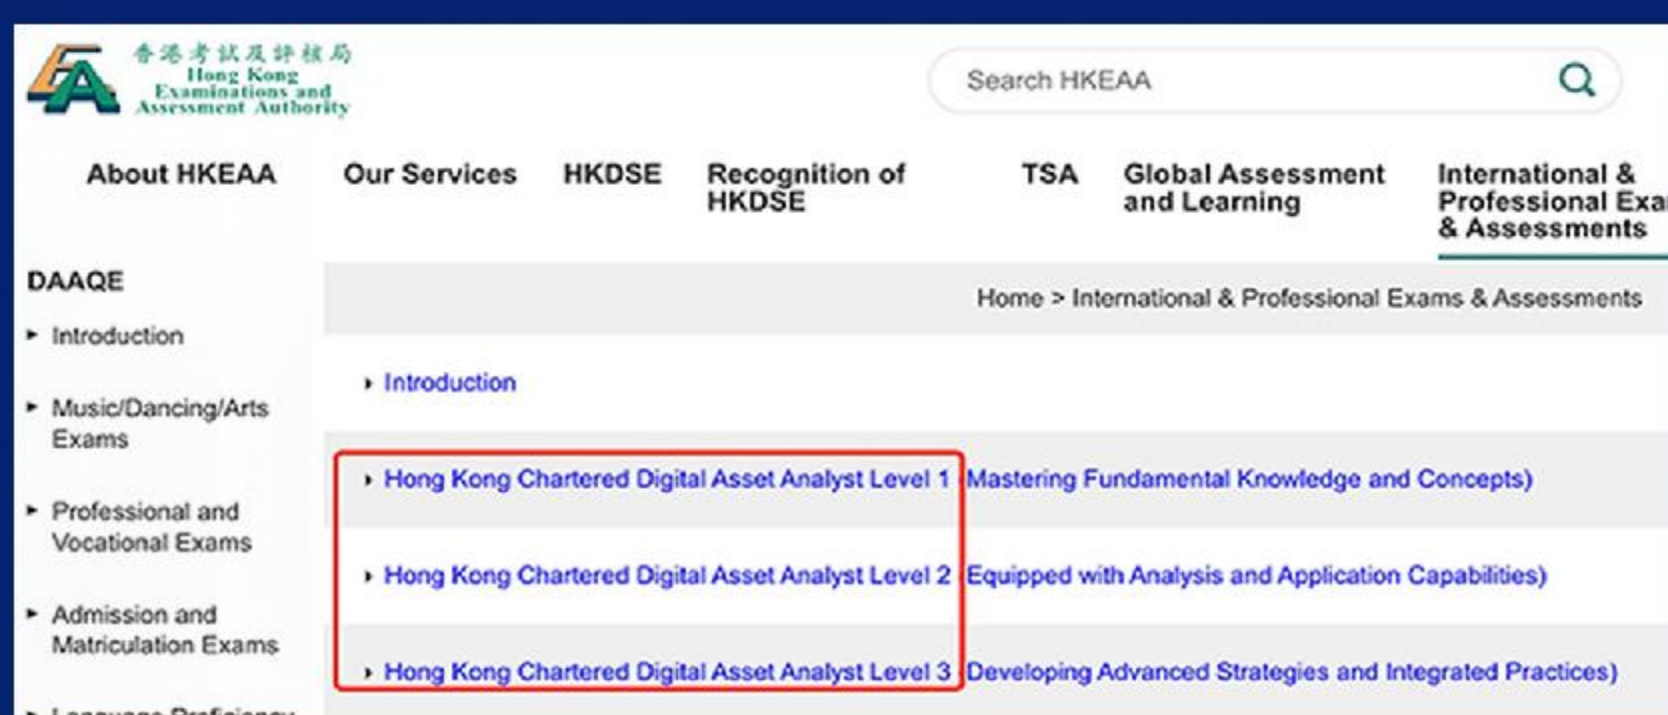 香港考試及評核局
Hong Kong
Examinations and
Assessment Authority
Search HKEAA
About HKEAA
Our Services
HKDSE
Recognition of
HKDSE
TSA
Global Assessment
and Learning
International &
Professional Exa
& Assessments
DAAQE
Introduction
Music/Dancing/Arts
Exams
Professional and
Vocational Exams
Admission and
Matriculation Exams
Language Proficiency
Home > International & Professional Exams & Assessments
Introduction
Hong Kong Chartered Digital Asset Analyst Level 1 Mastering Fundamental Knowledge and Concepts)
Hong Kong Chartered Digital Asset Analyst Level 2 Equipped with Analysis and Application Capabilities)
Hong Kong Chartered Digital Asset Analyst Level 3 Developing Advanced Strategies and Integrated Practices)